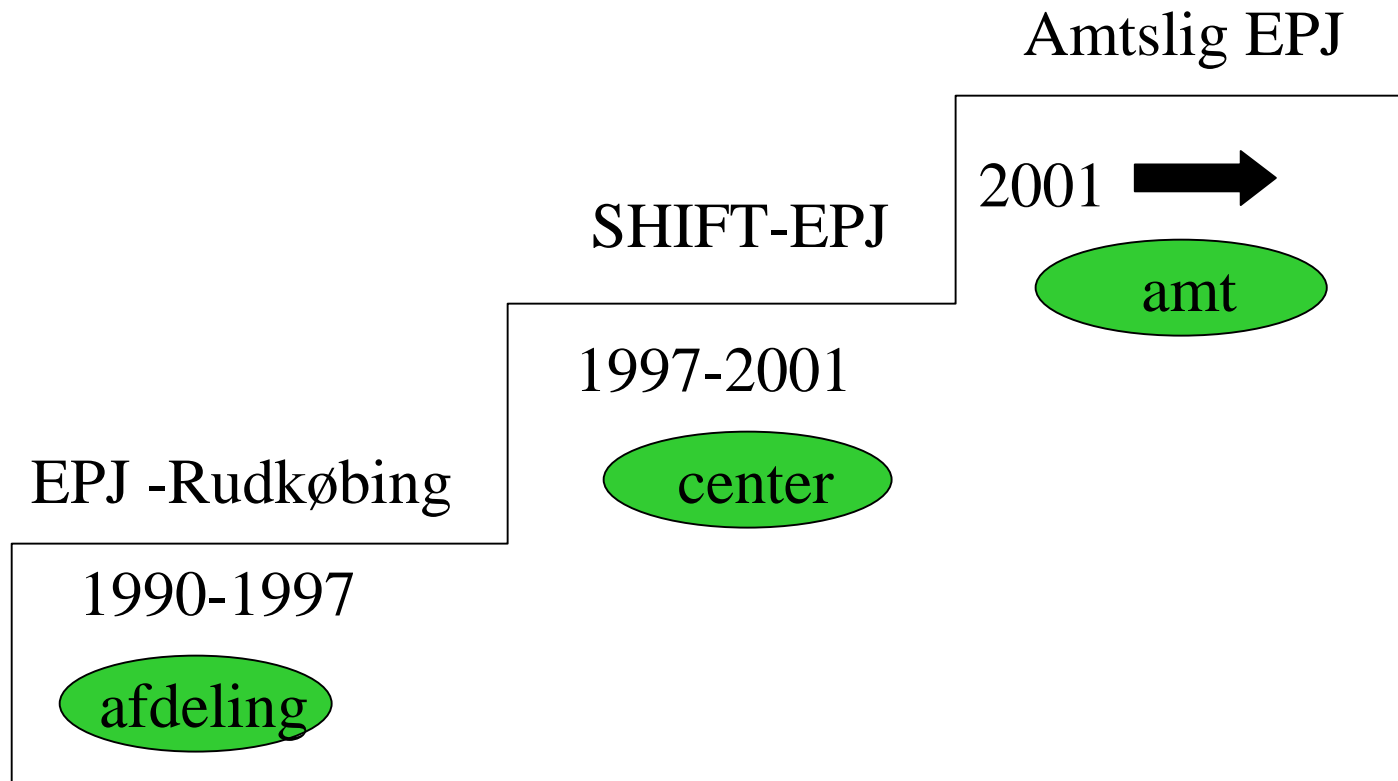 Amtslig EPJ
2001
amt
SHIFT-EPJ
1997-2001
center
EPJ -Rudkøbing
1990-1997
afdeling